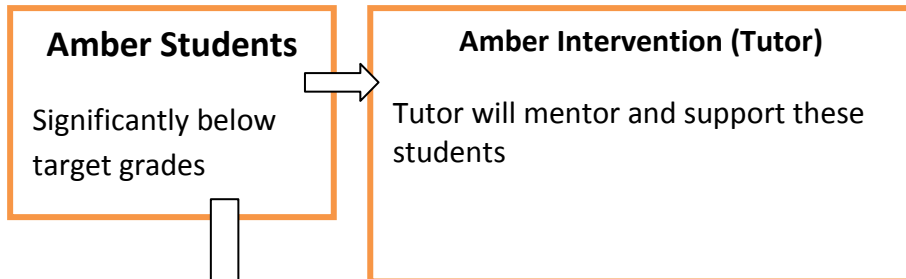 Amber Students
Significantly below
target grades
Amber Intervention (Tutor)
Tutor will mentor and support these
students